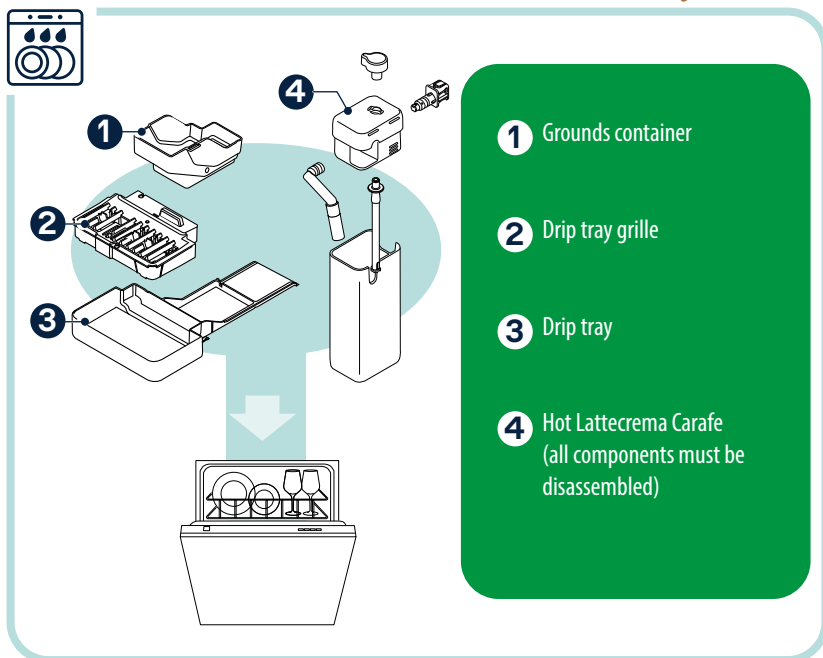 4
1
2
3
1 Grounds container
2 Drip tray grille
3 Drip tray
4 Hot Lattecrema Carafe
(all components must be
disassembled)